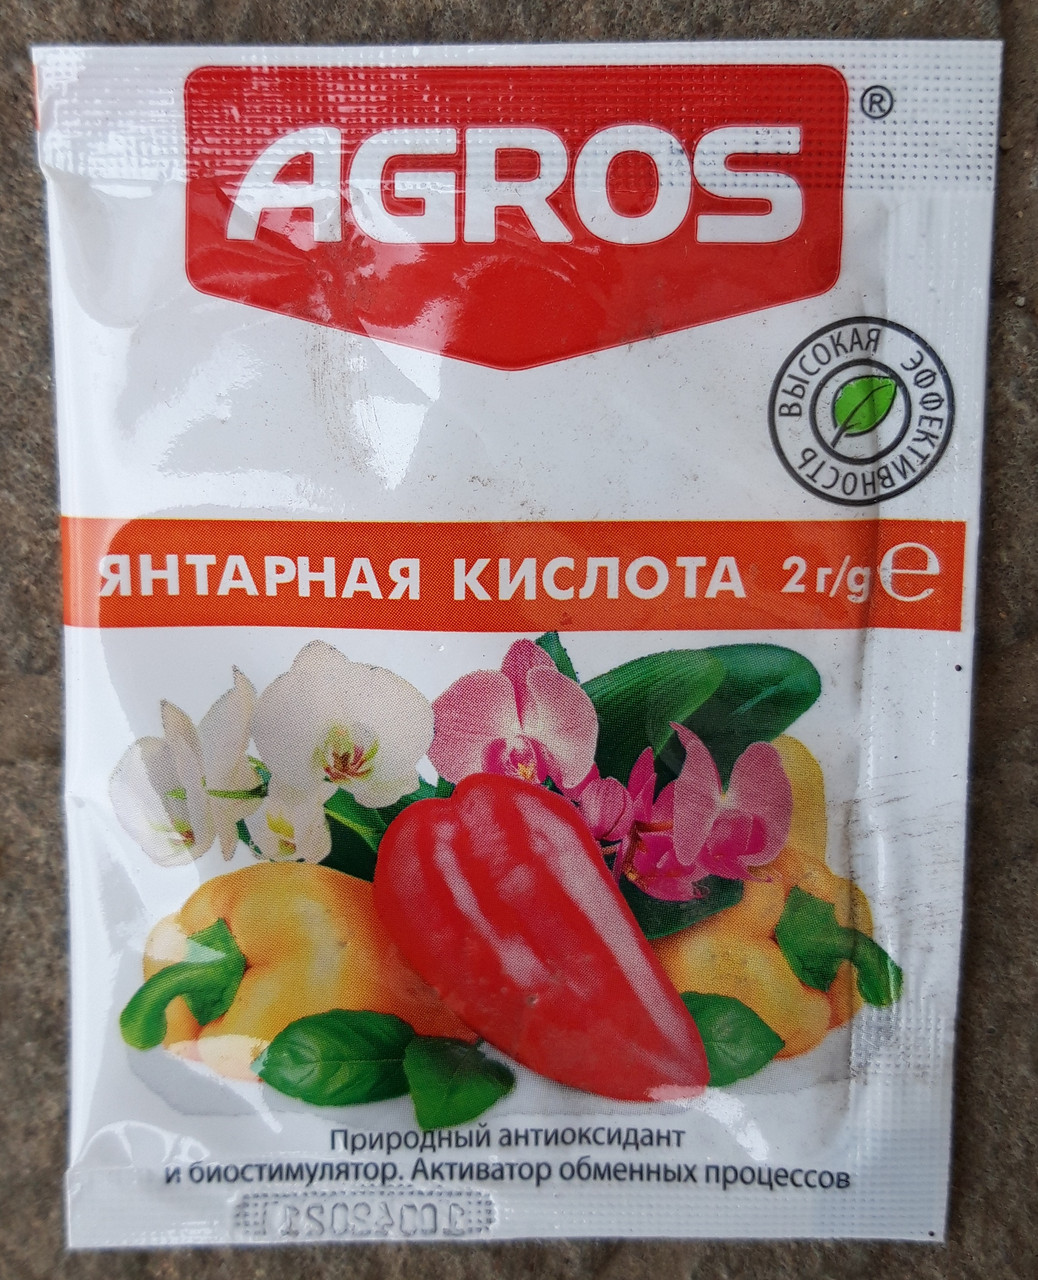 AGROS®
ВЫСОКАЯ ЭФФЕКТИВНОСТЬ
ЯНТАРНАЯ КИСЛОТА 2 г/g ℮
Природный антиоксидант
и биостимулятор. Активатор обменных процессов